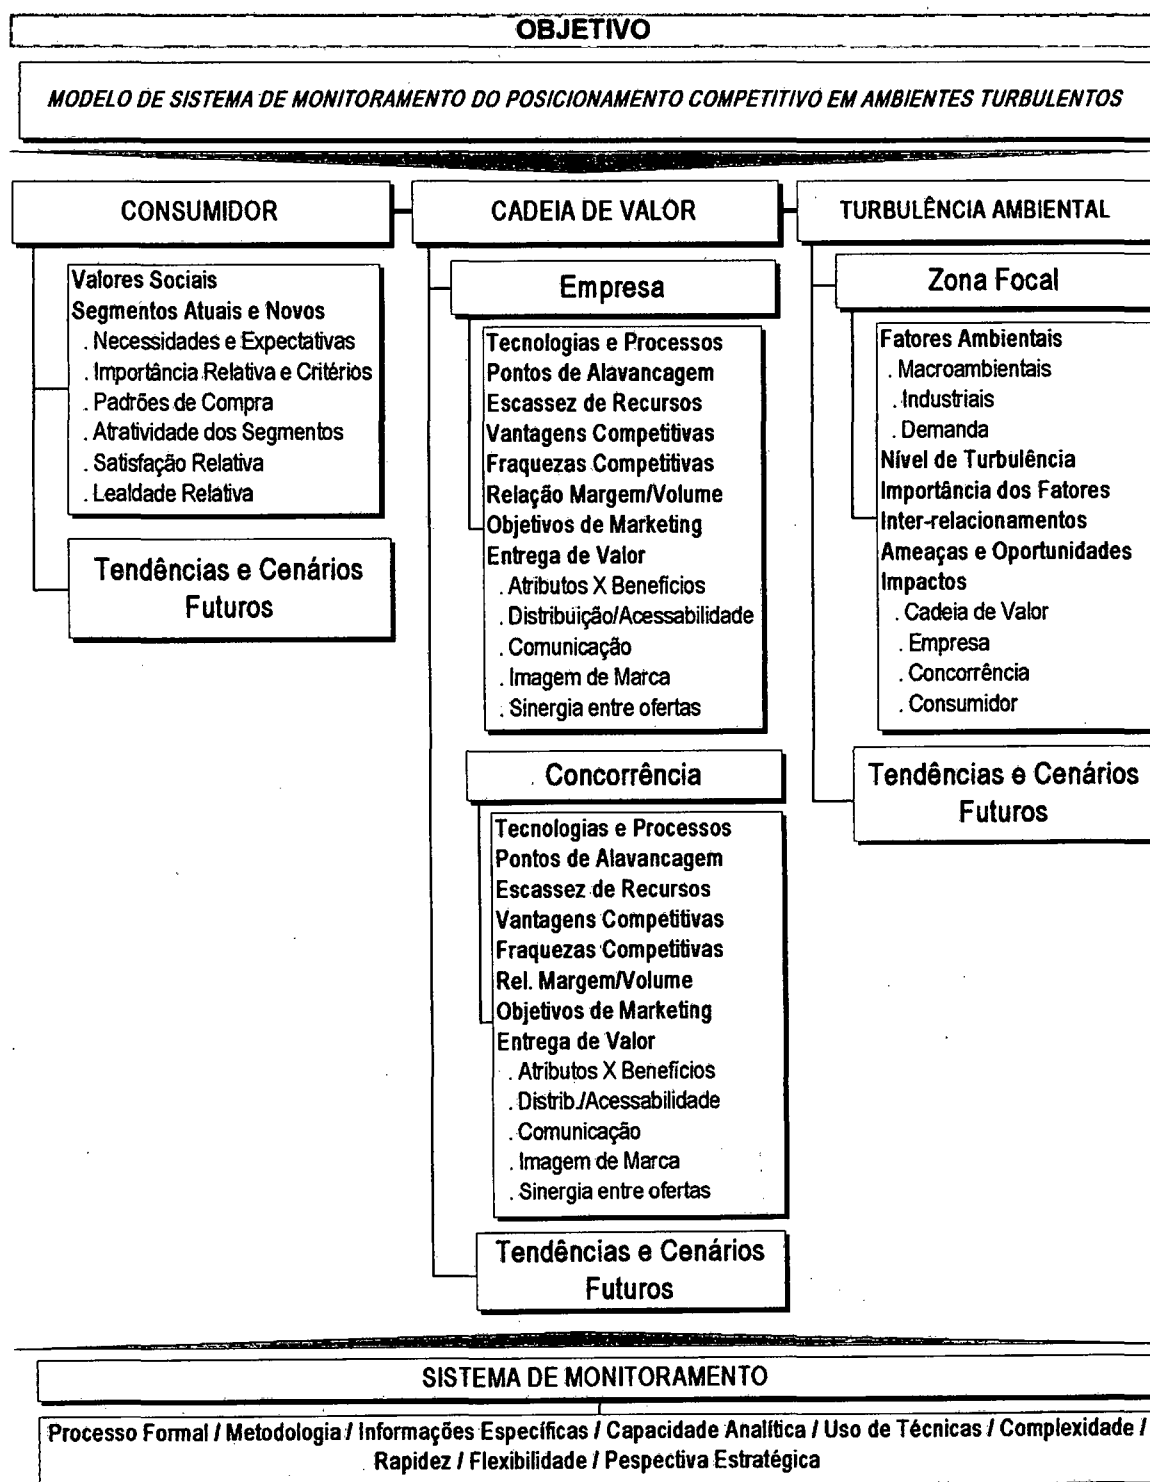 OBJETIVO
MODELO DE SISTEMA DE MONITORAMENTO DO POSICIONAMENTO COMPETITIVO EM AMBIENTES TURBULENTOS
CONSUMIDOR
Valores Sociais
Segmentos Atuais e Novos
. Necessidades e Expectativas
. Importância Relativa e Critérios
. Padrões de Compra
. Atratividade dos Segmentos
. Satisfação Relativa
. Lealdade Relativa
Tendências e Cenários
Futuros
CADEIA DE VALOR
Empresa
Tecnologias e Processos
Pontos de Alavancagem
Escassez de Recursos
Vantagens Competitivas
Fraquezas Competitivas
Relação Margem/Volume
Objetivos de Marketing
Entrega de Valor
. Atributos X Benefícios
. Distribuição/Acessabilidade
. Comunicação
. Imagem de Marca
. Sinergia entre ofertas
Concorrência
Tecnologias e Processos
Pontos de Alavancagem
Escassez de Recursos
Vantagens Competitivas
Fraquezas Competitivas
Rel. Margem/Volume
Objetivos de Marketing
Entrega de Valor
. Atributos X Benefícios
. Distrib./Acessabilidade
. Comunicação
. Imagem de Marca
. Sinergia entre ofertas
Tendências e Cenários
Futuros
TURBULÊNCIA AMBIENTAL
Zona Focal
Fatores Ambientais
. Macroambientais
. Industriais
. Demanda
Nível de Turbulência
Importância dos Fatores
Inter-relacionamentos
Ameaças e Oportunidades
Impactos
. Cadeia de Valor
. Empresa
. Concorrência
. Consumidor
Tendências e Cenários
Futuros
SISTEMA DE MONITORAMENTO
Processo Formal / Metodologia / Informações Específicas / Capacidade Analítica / Uso de Técnicas / Complexidade /
Rapidez / Flexibilidade / Pespectiva Estratégica